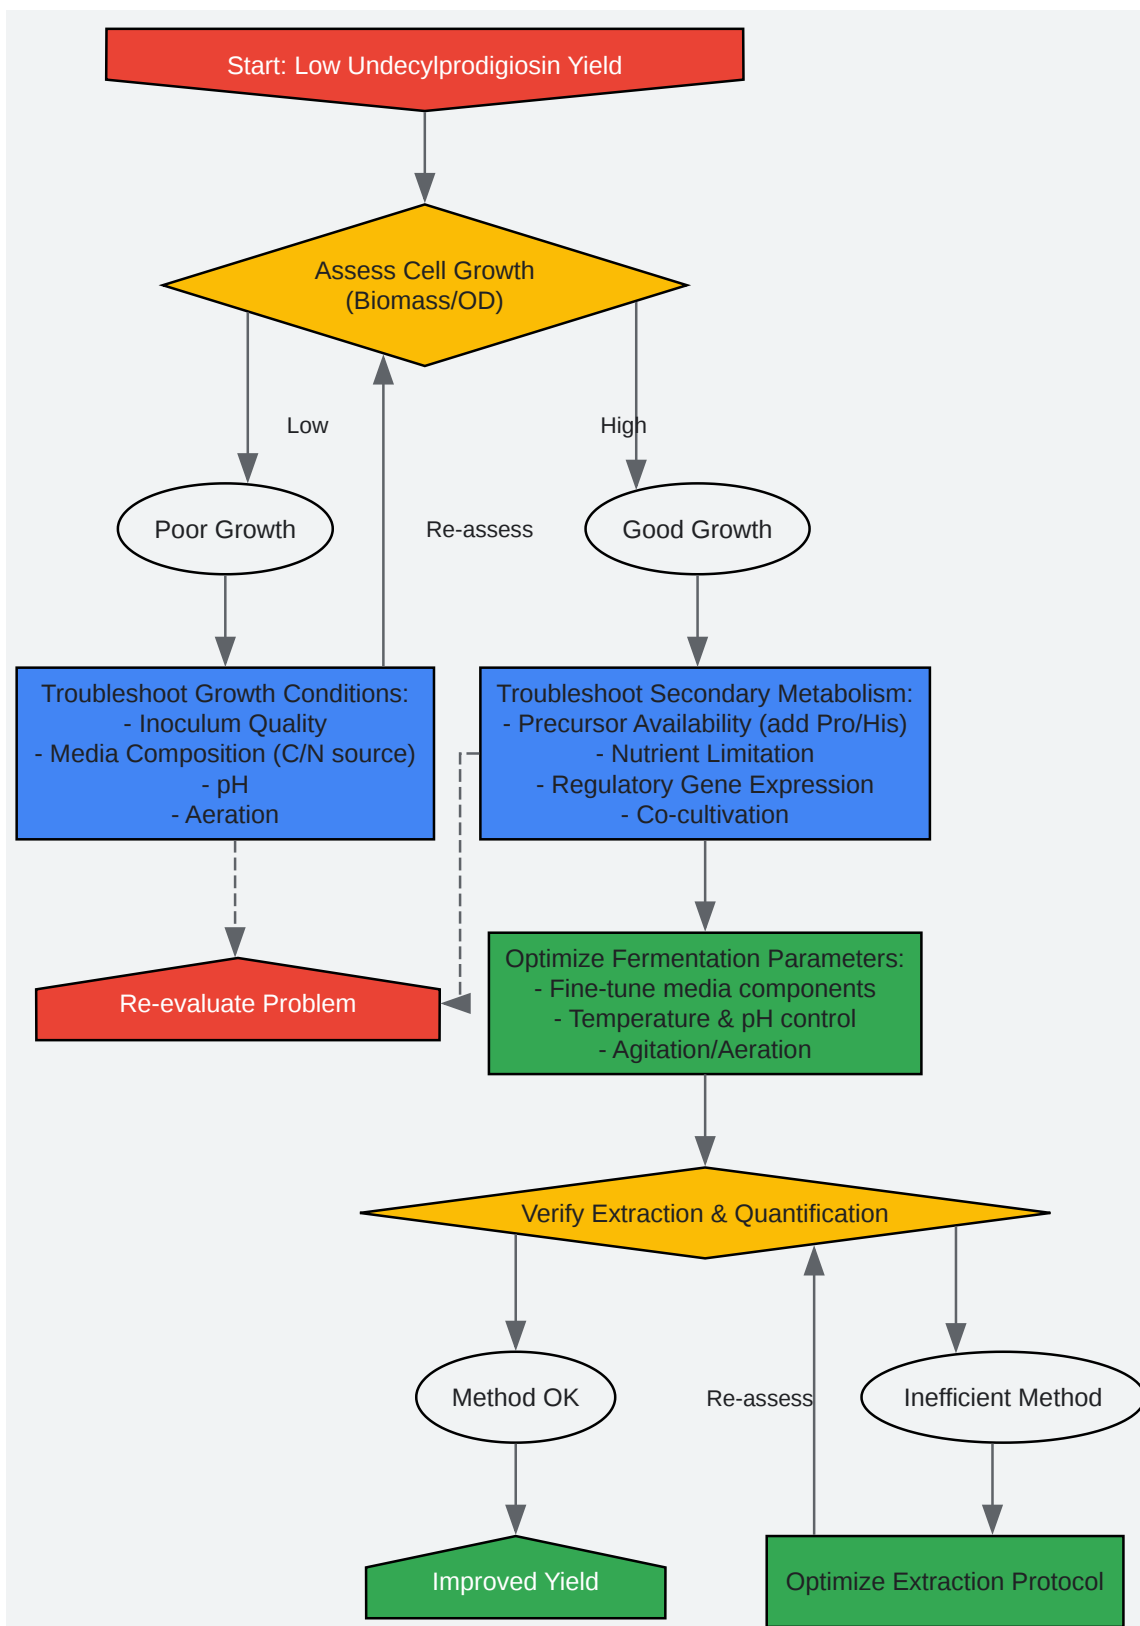 Start: Low Undecylprodigiosin Yield
Assess Cell Growth
(Biomass/OD)
Low
High
Poor Growth
Re-assess
Good Growth
Troubleshoot Growth Conditions:
- Inoculum Quality
- Media Composition (C/N source)
- pH
- Aeration
Troubleshoot Secondary Metabolism:
- Precursor Availability (add Pro/His)
- Nutrient Limitation
- Regulatory Gene Expression
- Co-cultivation
Re-evaluate Problem
Optimize Fermentation Parameters:
- Fine-tune media components
- Temperature & pH control
- Agitation/Aeration
Verify Extraction & Quantification
Method OK
Re-assess
Inefficient Method
Improved Yield
Optimize Extraction Protocol